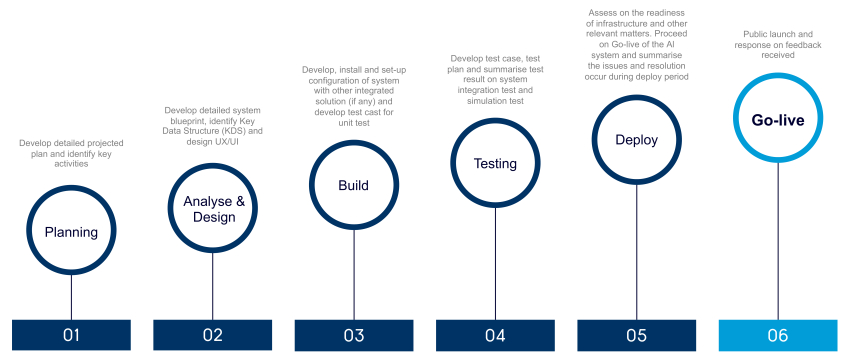 Develop detailed projected
plan and identify key
activities
Planning
01
Develop detailed system
blueprint, identify Key
Data Structure (KDS) and
design UX/UI
Analyse &
Design
02
Develop, install and set-up
configuration of system
with other integrated
solution (if any) and
develop test cast for
unit test
Build
03
Develop test case, test
plan and summarise test
result on system
integration test and
simulation test
Testing
04
Assess on the readiness
of infrastructure and other
relevant matters. Proceed
on Go-live of the AI
system and summarise
the issues and resolution
occur during deploy period
Deploy
05
Public launch and
response on feedback
received
Go-live
06